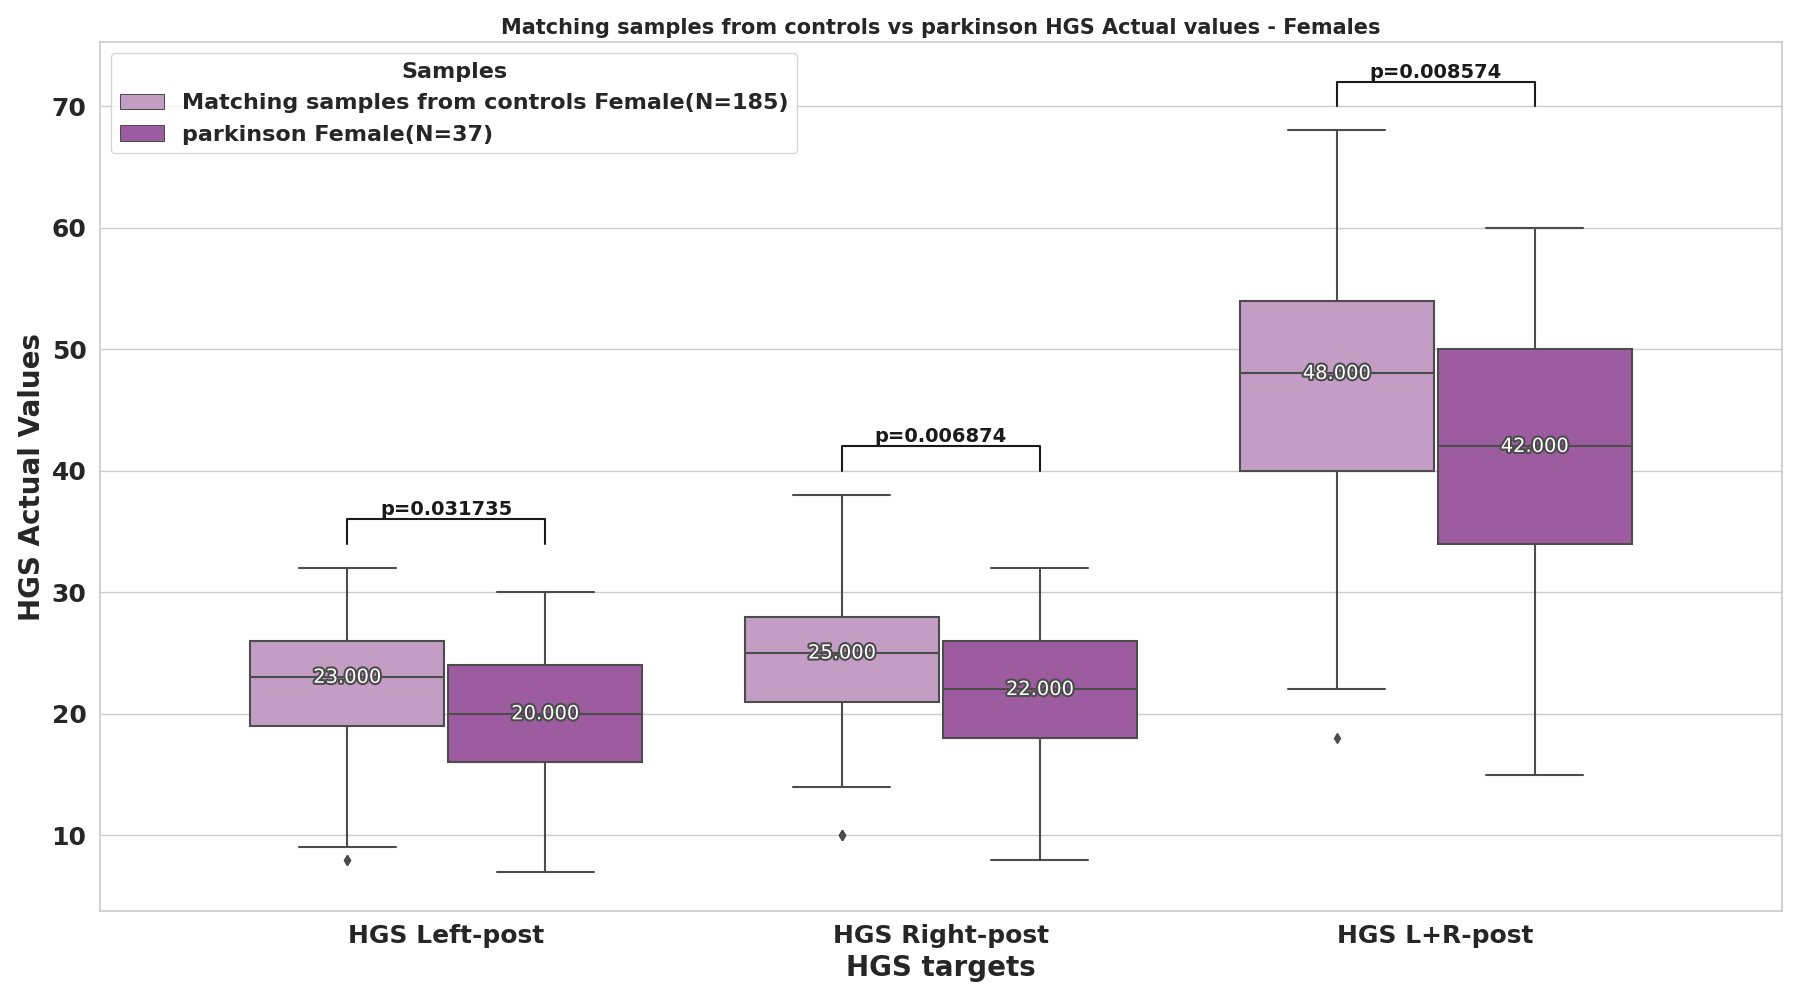 Matching samples from controls vs parkinson HGS Actual values - Females
Samples
Matching samples from controls Female(N=185)
parkinson Female(N=37)
HGS Actual Values
70
60
50
40
30
20
10
p=0.031735
p=0.006874
p=0.008574
23.000
20.000
25.000
22.000
48.000
42.000
HGS Left-post
HGS Right-post
HGS L+R-post
HGS targets